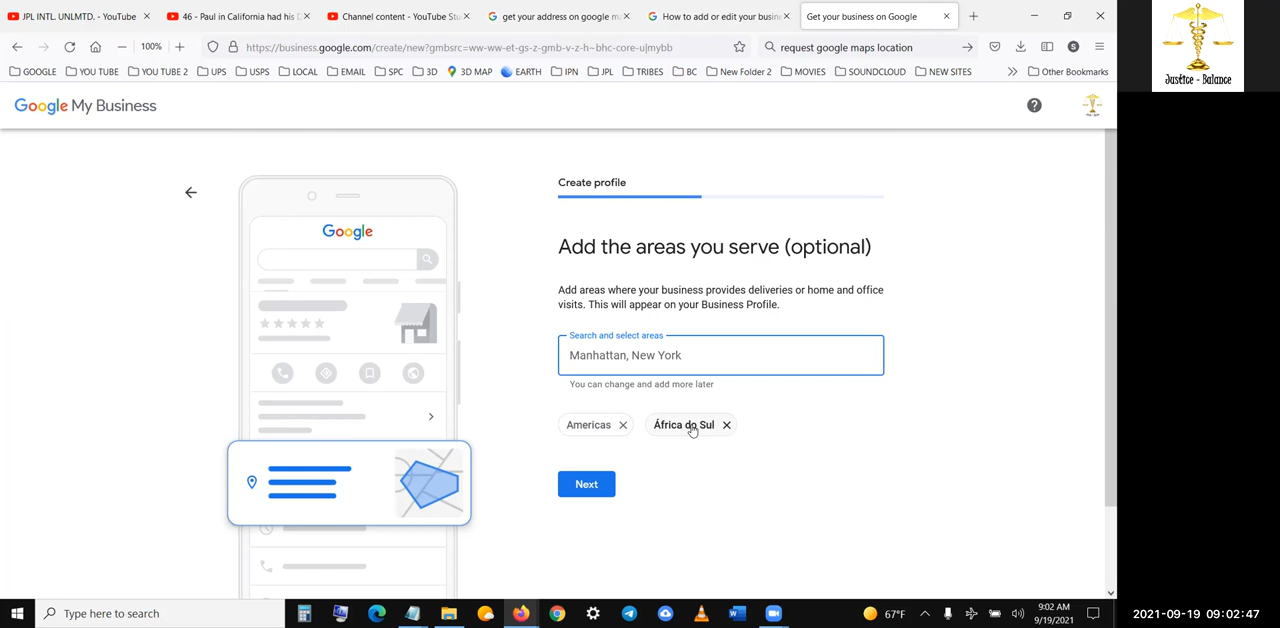 JPL INTL. UNLMTD. - YouTube
46 - Paul in California had his D
Channel content - YouTube Stu
get your address on google m
How to add or edit your busin
Get your business on Google
100%
https://business.google.com/create/new?gmbsrc=ww-ww-et-gs-z-gmb-v-z-h~bhc-core-u|mybb
request google maps location
GOOGLE
YOU TUBE
YOU TUBE 2
UPS
USPS
LOCAL
EMAIL
SPC
3D
3D MAP
EARTH
IPN
JPL
TRIBES
BC
New Folder 2
MOVIES
SOUNDCLOUD
NEW SITES
Other Bookmarks
Justice - Balance
Google My Business
Create profile
Google
Add the areas you serve (optional)
Add areas where your business provides deliveries or home and office
visits. This will appear on your Business Profile.
Search and select areas
Manhattan, New York
You can change and add more later
Americas
África do Sul
Next
Type here to search
67°F
9:02 AM
9/19/2021
2021-09-19 09:02:47